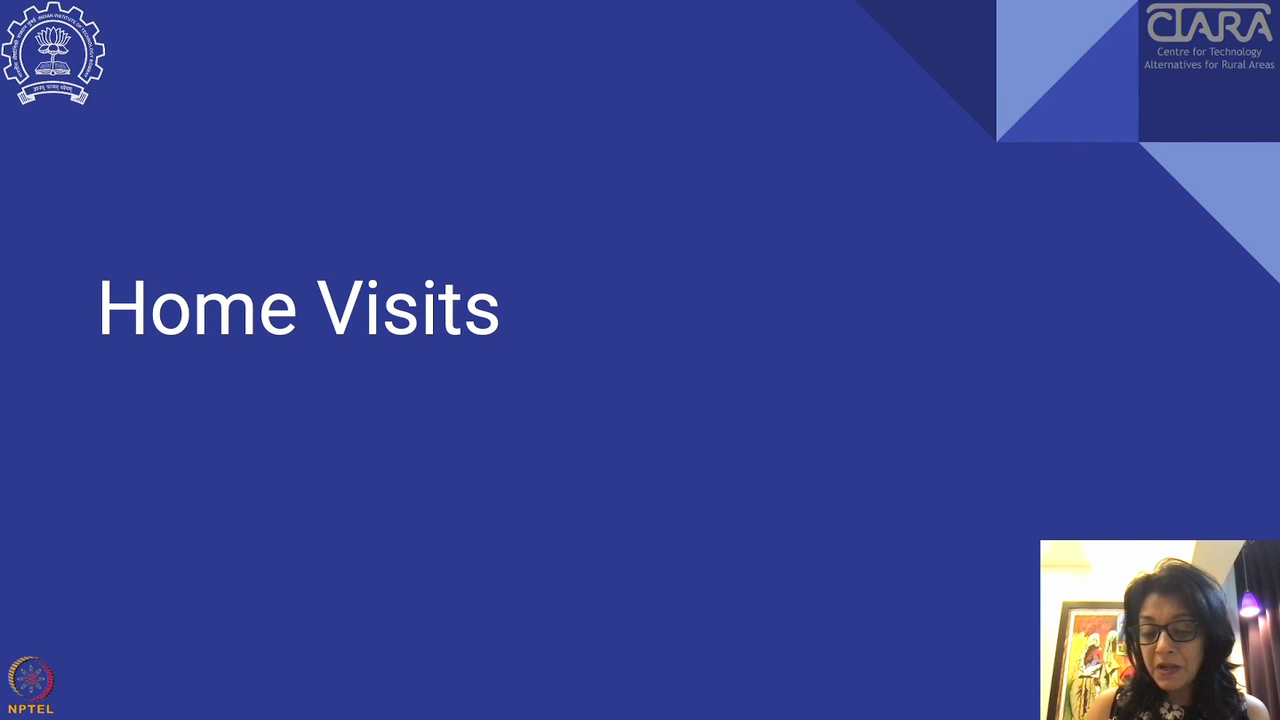 CTARA
Centre for Technology
Alternatives for Rural Areas
Home Visits
NPTEL